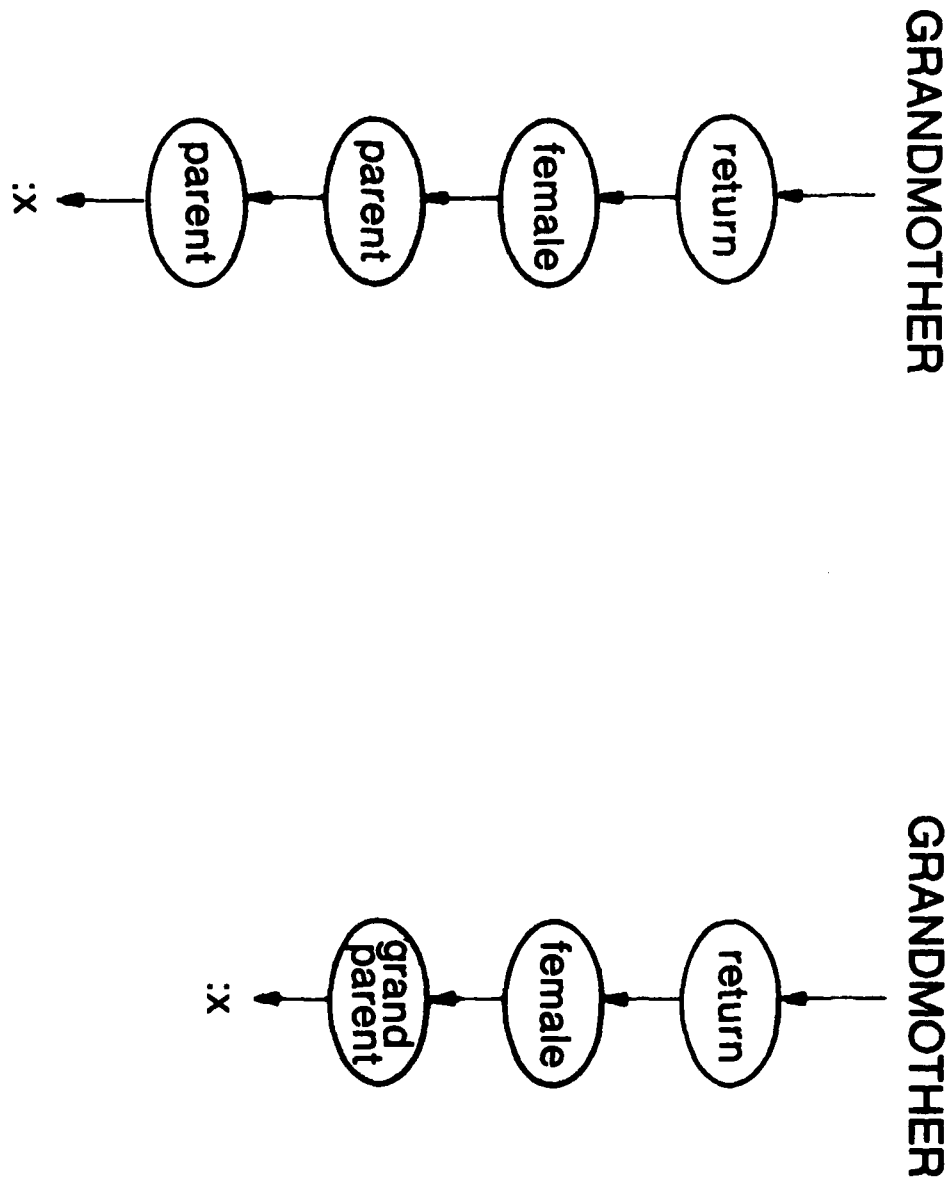 GRANDMOTHER
return
female
parent
parent
:x
GRANDMOTHER
return
female
grand
parent
:x